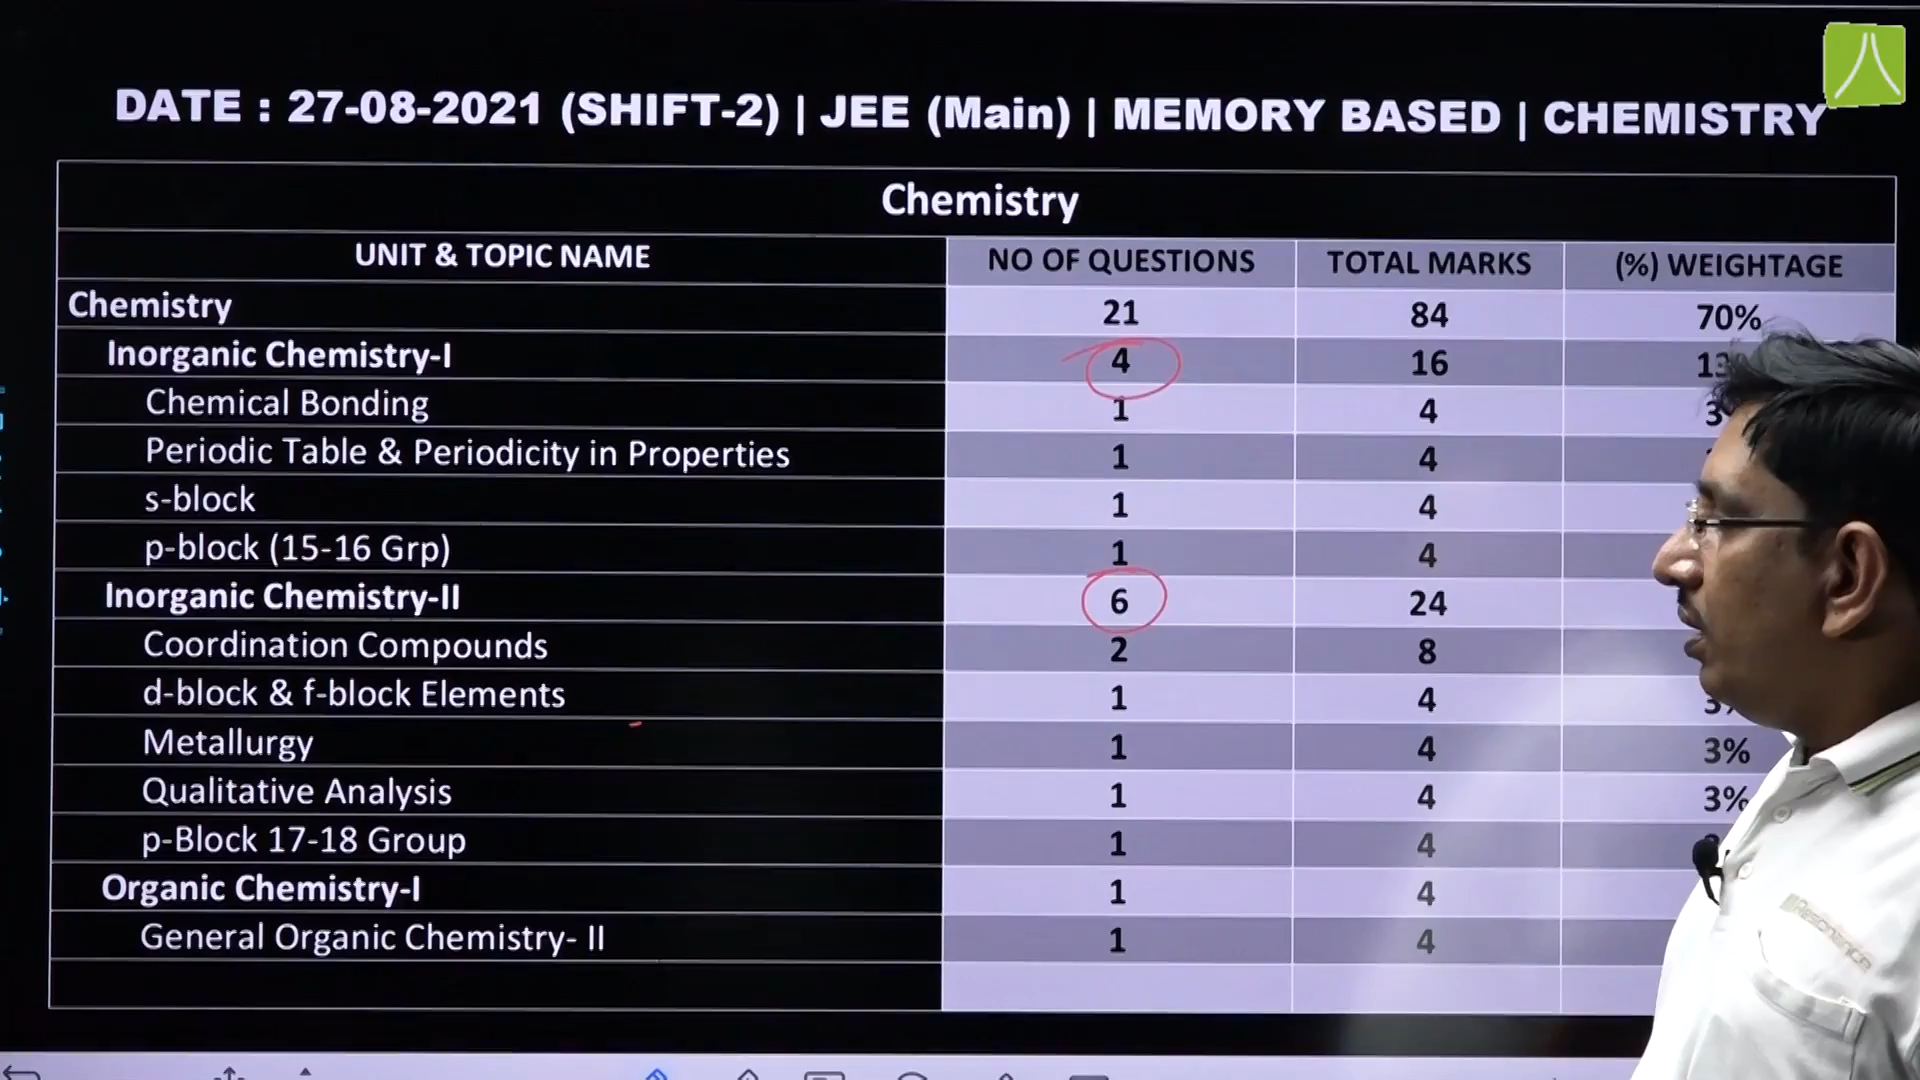 DATE : 27-08-2021 (SHIFT-2) | JEE (Main) | MEMORY BASED | CHEMISTRY
Chemistry
UNIT & TOPIC NAME NO OF QUESTIONS TOTAL MARKS (%) WEIGHTAGE
Chemistry 21 84 70%
Inorganic Chemistry-I 4 16
Chemical Bonding 1 4
Periodic Table & Periodicity in Properties 1 4
s-block 1 4
p-block (15-16 Grp) 1 4
Inorganic Chemistry-II 6 24
Coordination Compounds 2 8
d-block & f-block Elements 1 4
Metallurgy 1 4 3%
Qualitative Analysis 1 4 3%
p-Block 17-18 Group 1 4
Organic Chemistry-I 1 4
General Organic Chemistry- II 1 4
Resonance